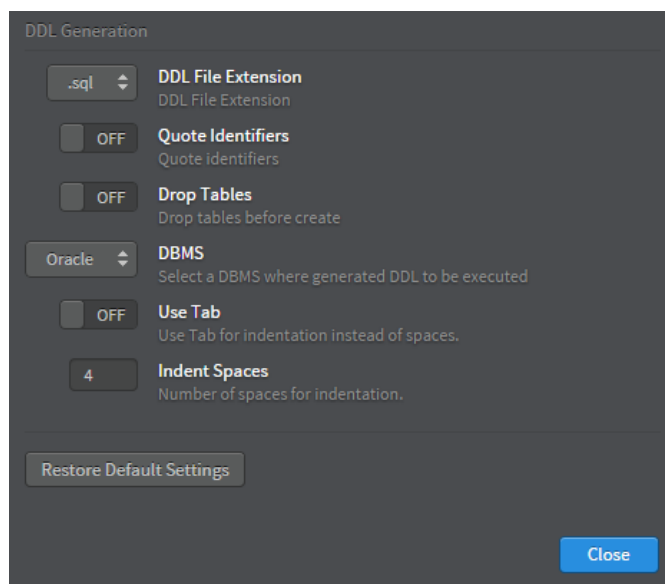 DDL Generation
.sql
DDL File Extension
DDL File Extension
OFF
Quote Identifiers
Quote identifiers
OFF
Drop Tables
Drop tables before create
Oracle
DBMS
Select a DBMS where generated DDL to be executed
OFF
Use Tab
Use Tab for indentation instead of spaces.
4
Indent Spaces
Number of spaces for indentation.
Restore Default Settings
Close